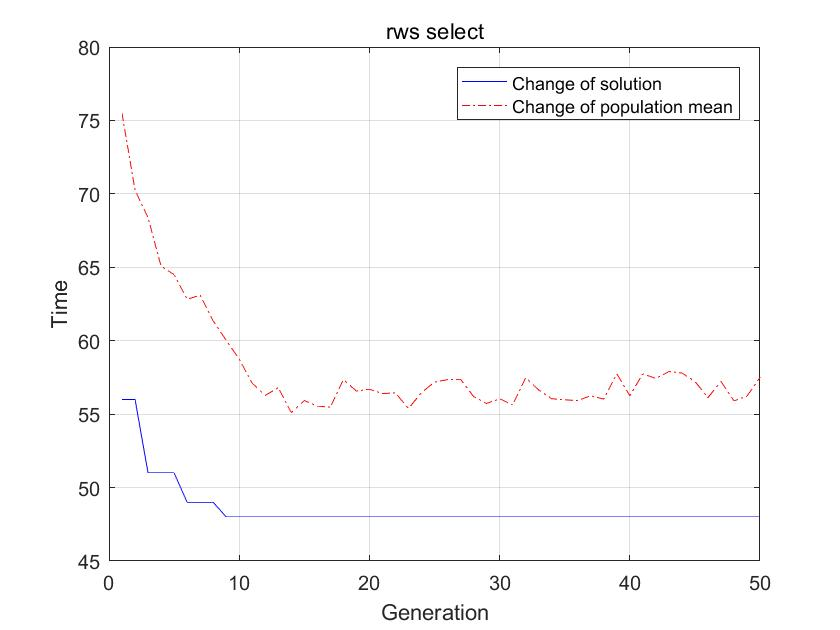 rws select
Change of solution
Change of population mean
80
75
70
65
60
55
50
45
Time
0 10 20 30 40 50
Generation